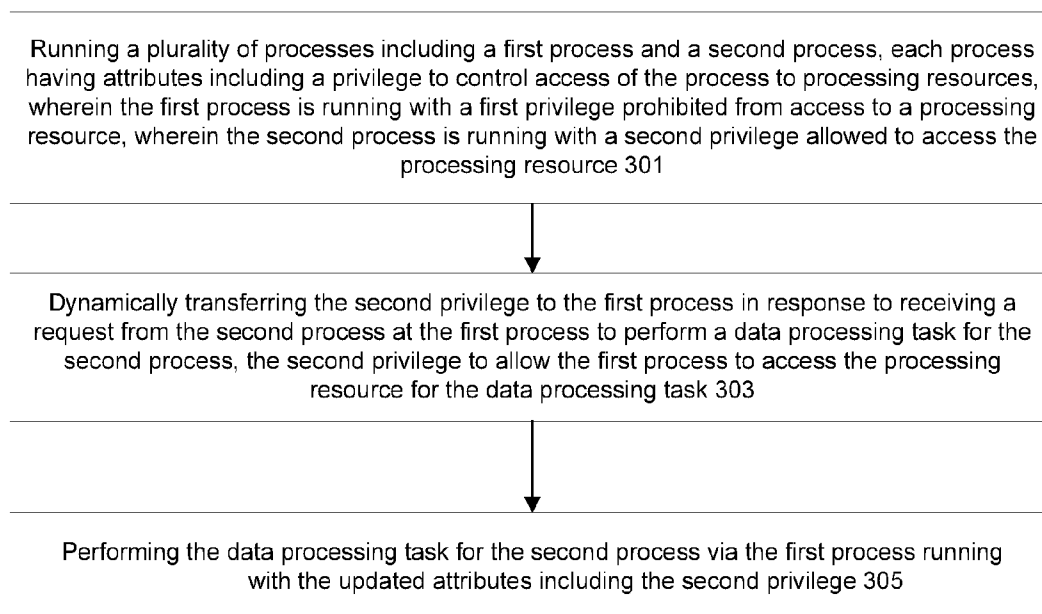 Running a plurality of processes including a first process and a second process, each process
having attributes including a privilege to control access of the process to processing resources,
wherein the first process is running with a first privilege prohibited from access to a processing
resource, wherein the second process is running with a second privilege allowed to access the
processing resource 301
Dynamically transferring the second privilege to the first process in response to receiving a
request from the second process at the first process to perform a data processing task for the
second process, the second privilege to allow the first process to access the processing
resource for the data processing task 303
Performing the data processing task for the second process via the first process running
with the updated attributes including the second privilege 305